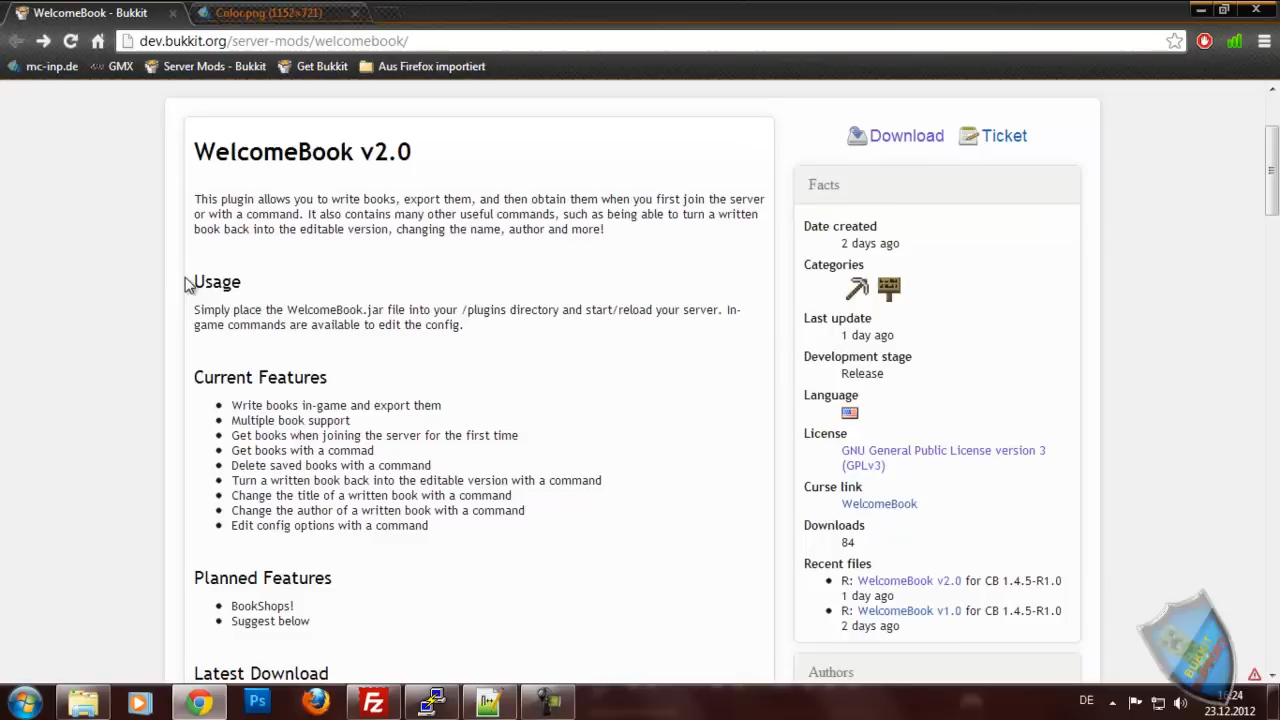 WelcomeBook - Bukkit
Color.png (1152×721)
dev.bukkit.org/server-mods/welcomebook/
mc-inp.de
GMX
Server Mods - Bukkit
Get Bukkit
Aus Firefox importiert
WelcomeBook v2.0
This plugin allows you to write books, export them, and then obtain them when you first join the server
or with a command. It also contains many other useful commands, such as being able to turn a written
book back into the editable version, changing the name, author and more!
Usage
Simply place the WelcomeBook.jar file into your /plugins directory and start/reload your server. In-
game commands are available to edit the config.
Current Features
Write books in-game and export them
Multiple book support
Get books when joining the server for the first time
Get books with a commad
Delete saved books with a command
Turn a written book back into the editable version with a command
Change the title of a written book with a command
Change the author of a written book with a command
Edit config options with a command
Planned Features
BookShops!
Suggest below
Latest Download
Download
Ticket
Facts
Date created
2 days ago
Categories
Last update
1 day ago
Development stage
Release
Language
License
GNU General Public License version 3
(GPLv3)
Curse link
WelcomeBook
Downloads
84
Recent files
R: WelcomeBook v2.0 for CB 1.4.5-R1.0
1 day ago
R: WelcomeBook v1.0 for CB 1.4.5-R1.0
2 days ago
Authors
BUKKIT
Ps
FZ
DE
16:24
23.12.2012